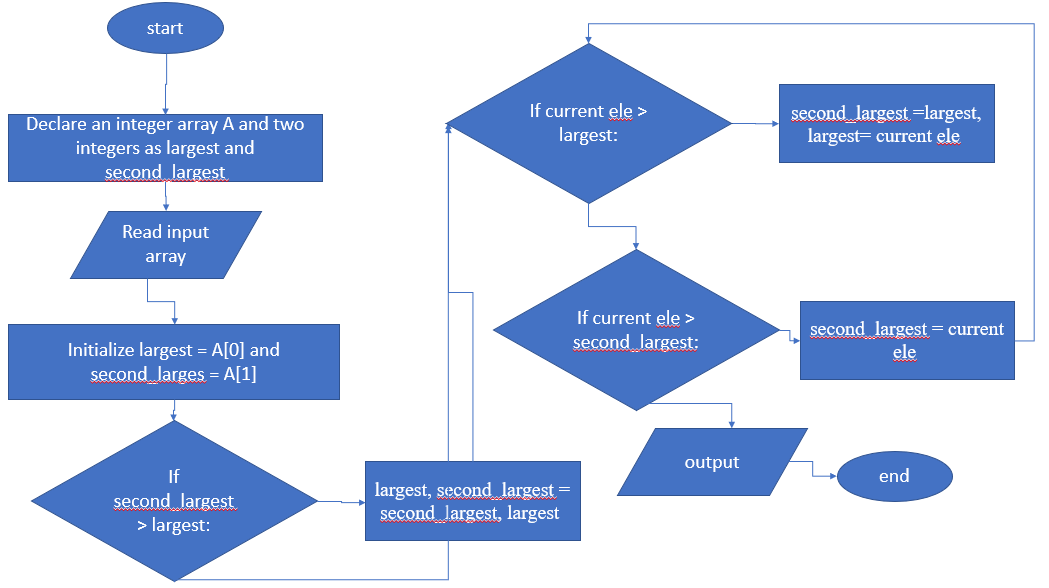 start
Declare an integer array A and two
integers as largest and
second_largest
Read input
array
Initialize largest = A[0] and
second_larges = A[1]
If
second_largest
> largest:
largest, second_largest =
second_largest, largest
If current ele >
largest:
second_largest =largest,
largest= current ele
If current ele >
second_largest:
second_largest = current
ele
output
end